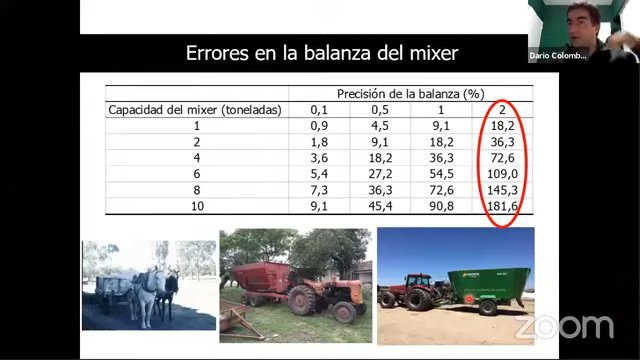 Errores en la balanza del mixer
Dario Colomb...
Precisión de la balanza (%)
Capacidad del mixer (toneladas) 0,1 0,5 1 2
1 0,9 4,5 9,1 18,2
2 1,8 9,1 18,2 36,3
4 3,6 18,2 36,3 72,6
6 5,4 27,2 54,5 109,0
8 7,3 36,3 72,6 145,3
10 9,1 45,4 90,8 181,6
zoom